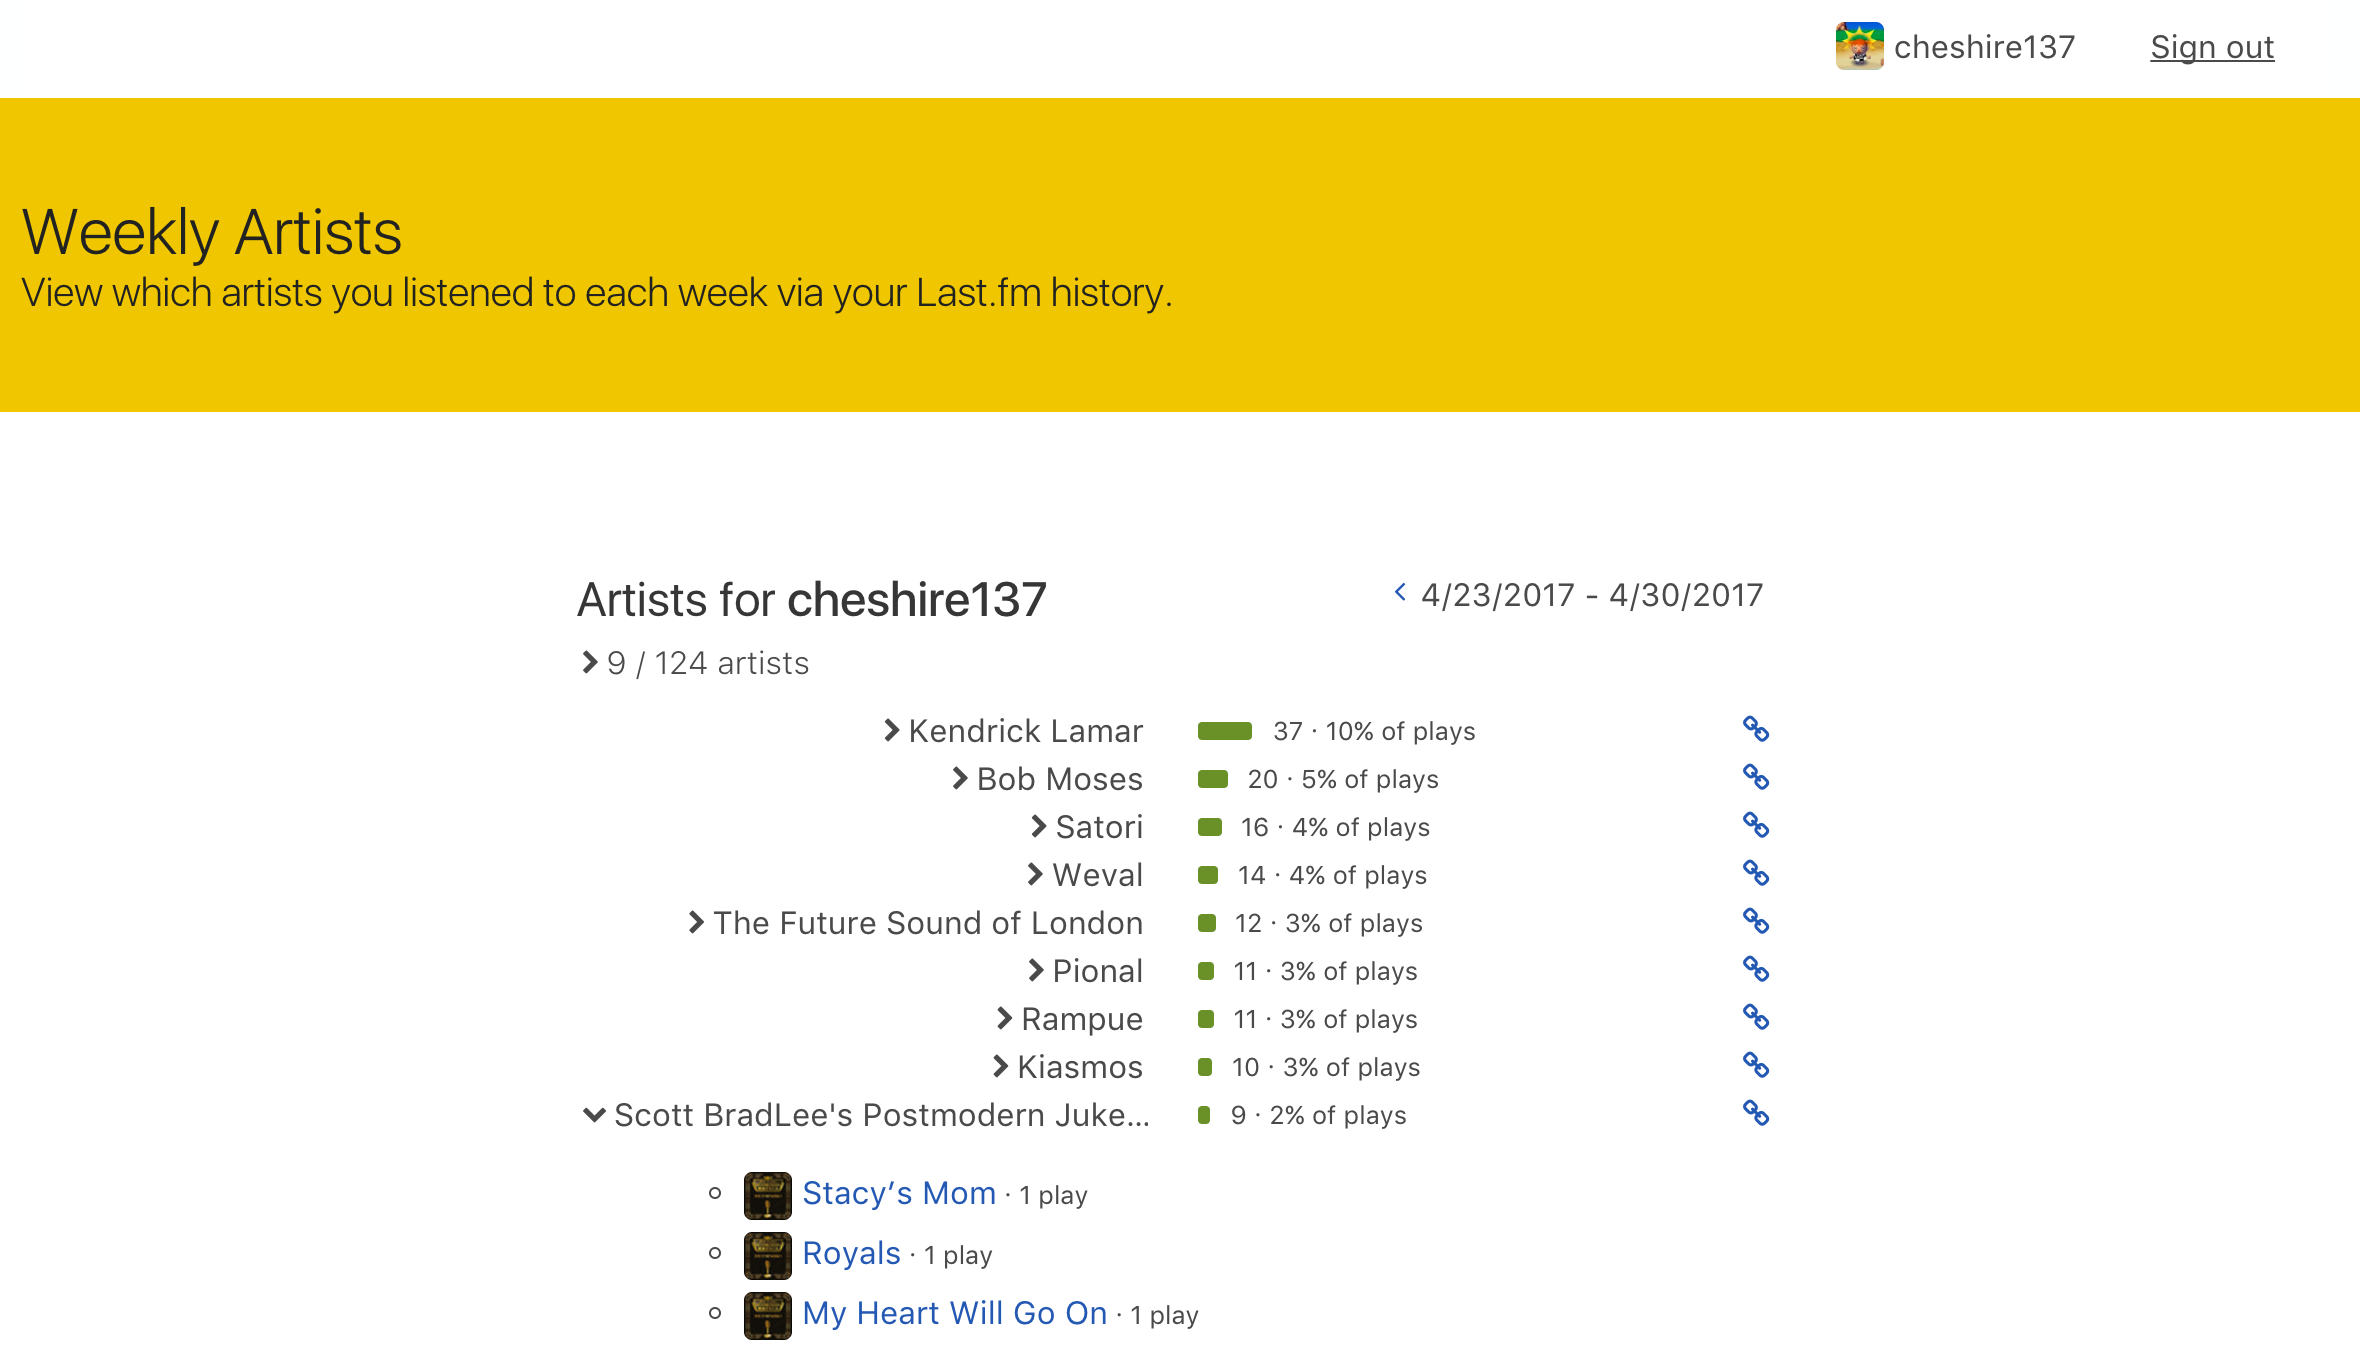 cheshire137 Sign out
Weekly Artists
View which artists you listened to each week via your Last.fm history.
Artists for cheshire137 4/23/2017 - 4/30/2017
9 / 124 artists
Kendrick Lamar 37 · 10% of plays
Bob Moses 20 · 5% of plays
Satori 16 · 4% of plays
Weval 14 · 4% of plays
The Future Sound of London 12 · 3% of plays
Pional 11 · 3% of plays
Rampue 11 · 3% of plays
Kiasmos 10 · 3% of plays
Scott BradLee's Postmodern Juke... 9 · 2% of plays
Stacy′s Mom · 1 play
Royals · 1 play
My Heart Will Go On · 1 play